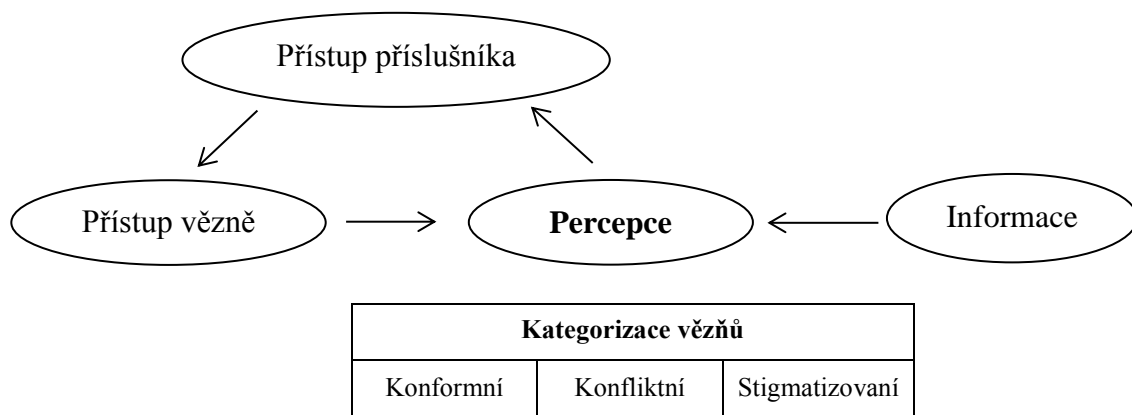 Přístup příslušníka
Přístup vězně
Percepce
Informace
Kategorizace vězňů
Konformní
Konfliktní
Stigmatizovaní